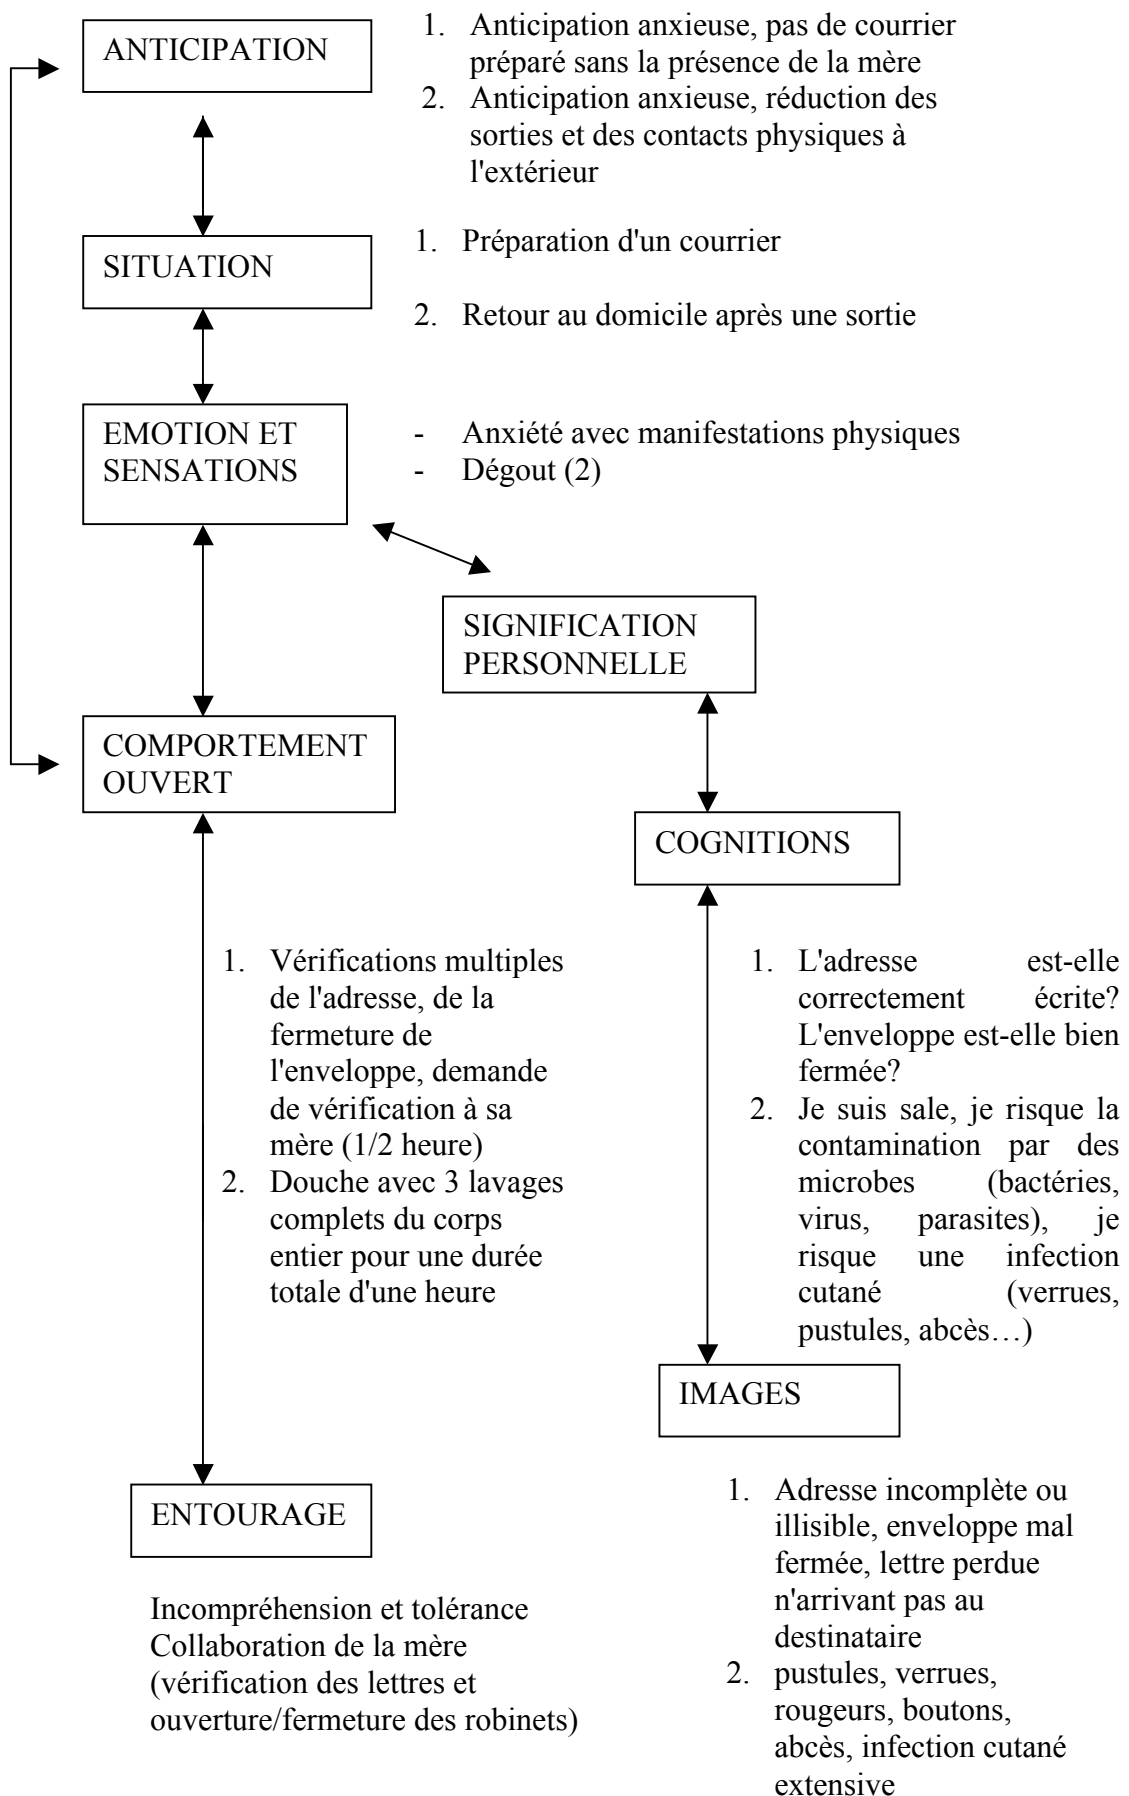 ANTICIPATION
1. Anticipation anxieuse, pas de courrier
préparé sans la présence de la mère
2. Anticipation anxieuse, réduction des
sorties et des contacts physiques à
l'extérieur
SITUATION
1. Préparation d'un courrier
2. Retour au domicile après une sortie
EMOTION ET
SENSATIONS
- Anxiété avec manifestations physiques
- Dégout (2)
SIGNIFICATION
PERSONNELLE
COMPORTEMENT
OUVERT
COGNITIONS
1. Vérifications multiples
de l'adresse, de la
fermeture de
l'enveloppe, demande
de vérification à sa
mère (1/2 heure)
2. Douche avec 3 lavages
complets du corps
entier pour une durée
totale d'une heure
1. L'adresse est-elle
correctement écrite?
L'enveloppe est-elle bien
fermée?
2. Je suis sale, je risque la
contamination par des
microbes (bactéries,
virus, parasites), je
risque une infection
cutané (verrues,
pustules, abcès…)
IMAGES
1. Adresse incomplète ou
illisible, enveloppe mal
fermée, lettre perdue
n'arrivant pas au
destinataire
2. pustules, verrues,
rougeurs, boutons,
abcès, infection cutané
extensive
ENTOURAGE
Incompréhension et tolérance
Collaboration de la mère
(vérification des lettres et
ouverture/fermeture des robinets)